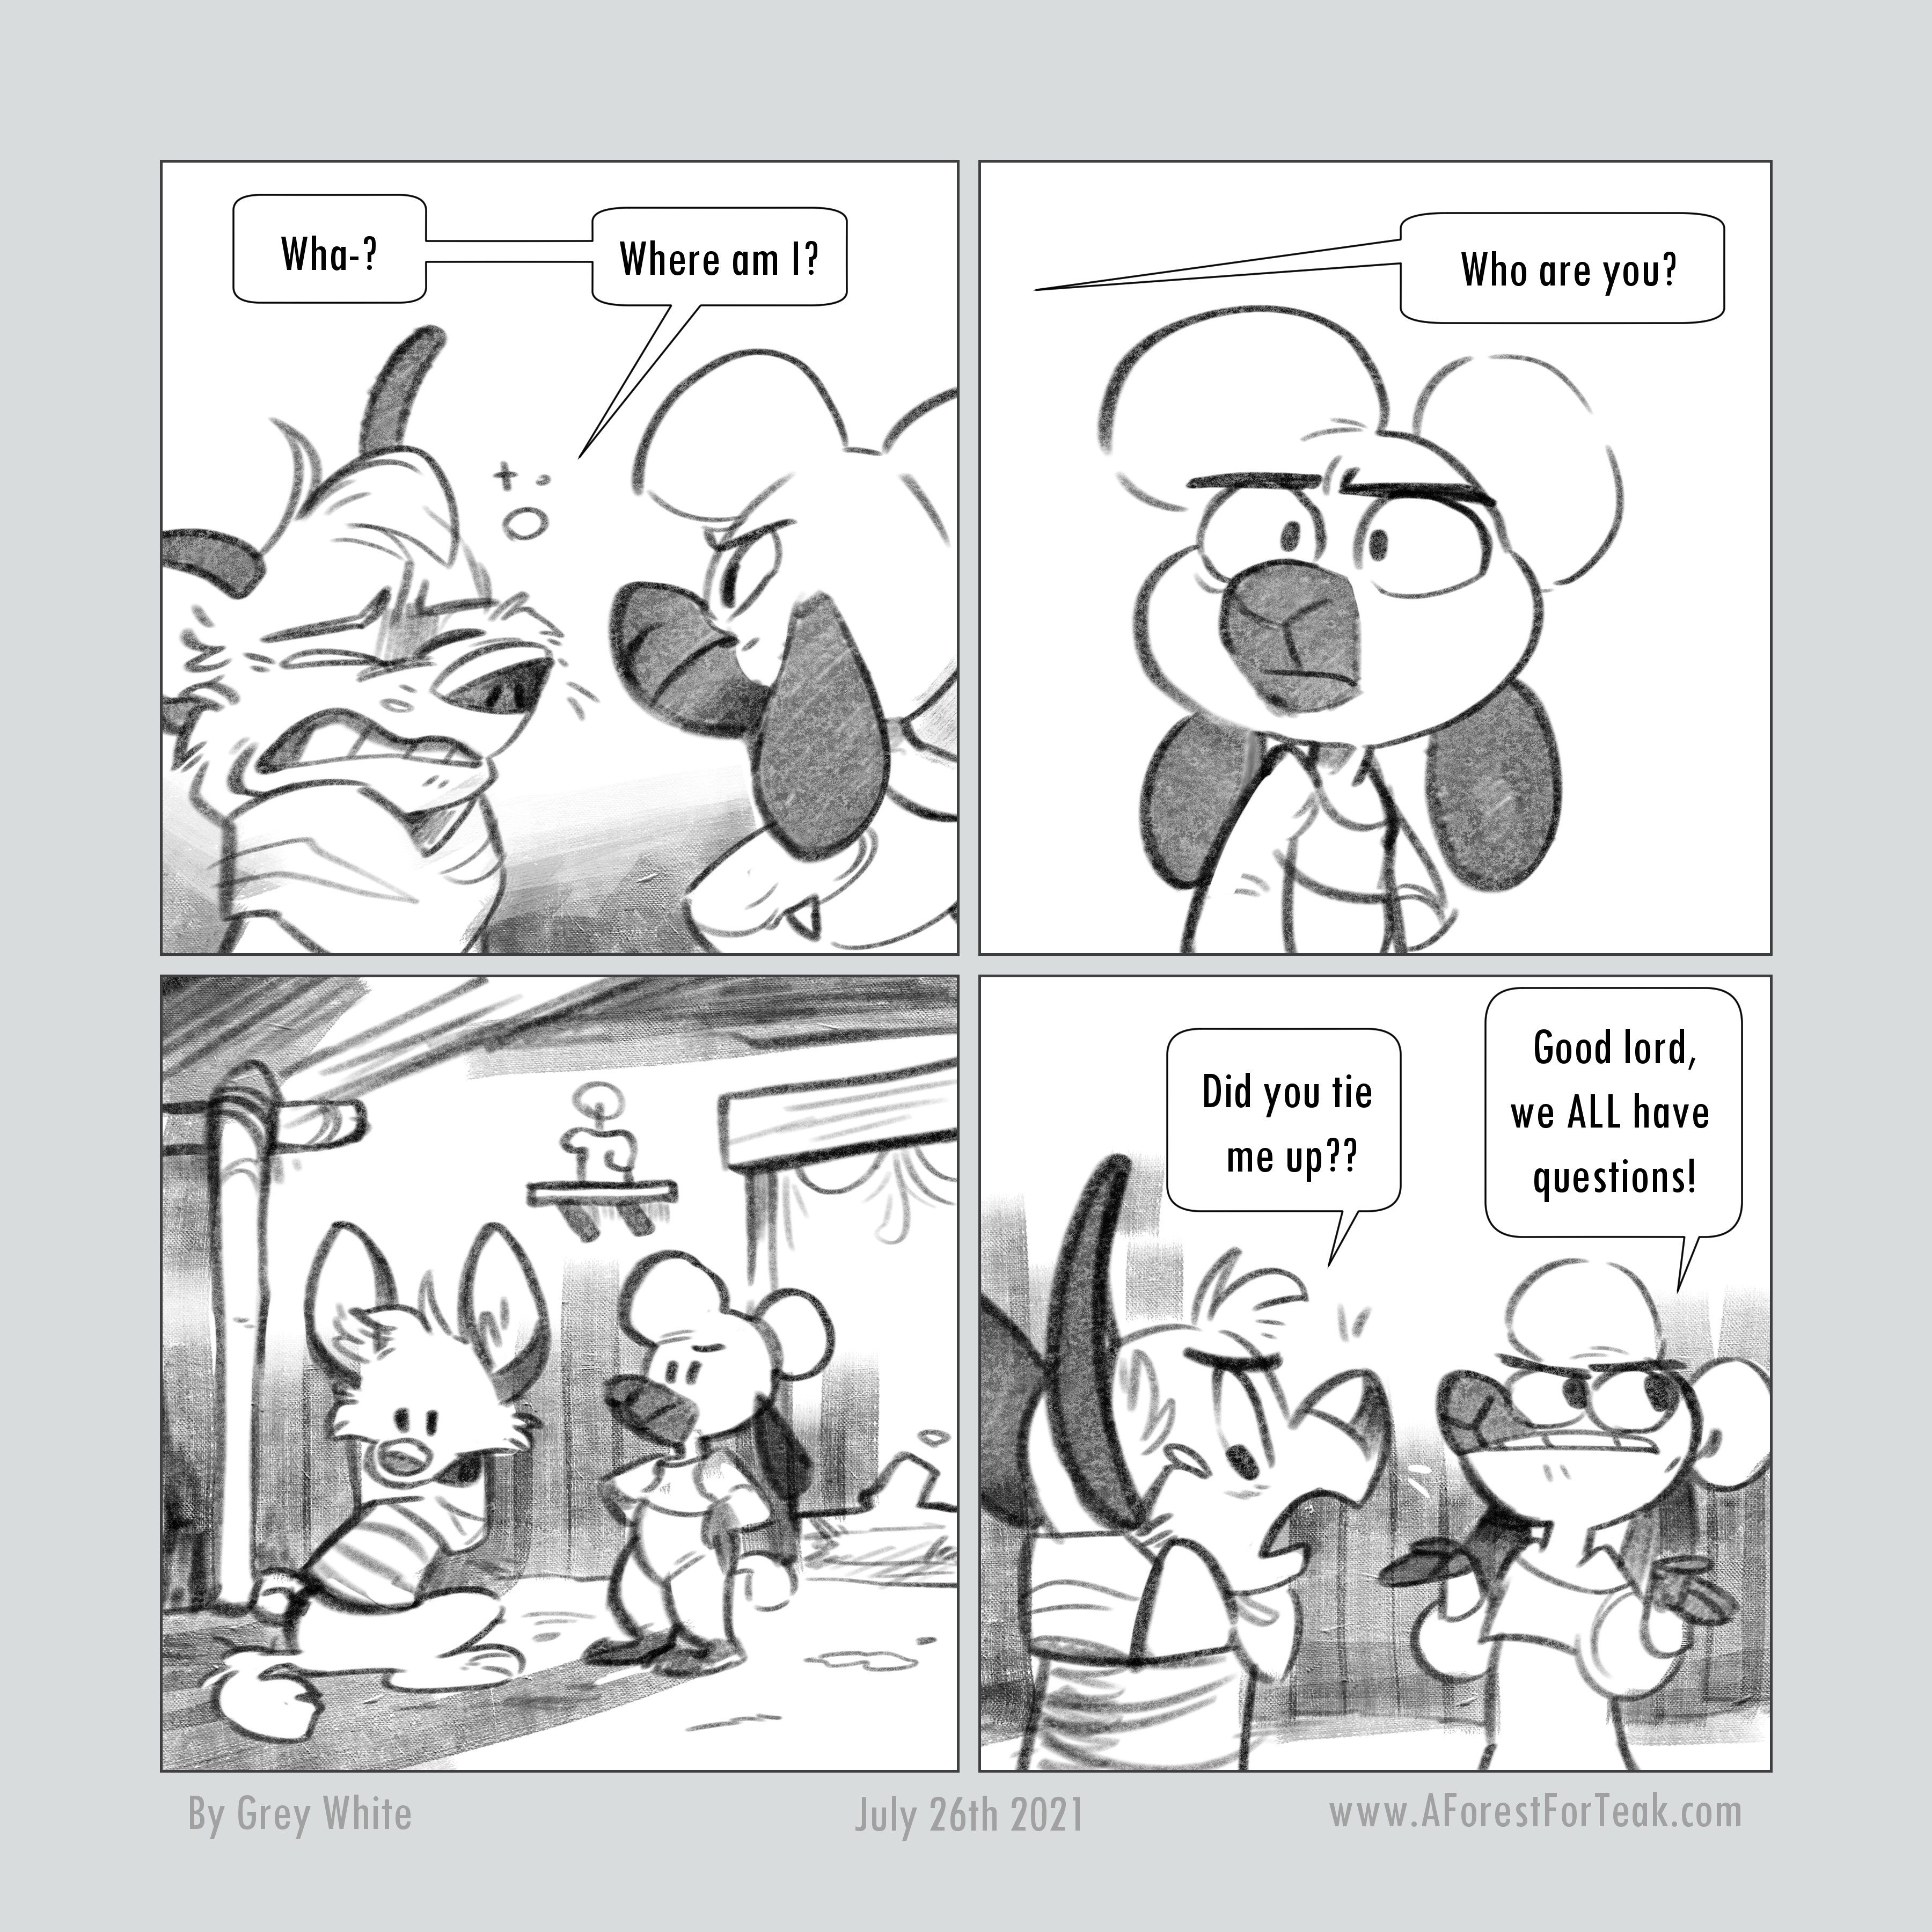 Wha-?
Where am I?
Who are you?
Did you tie
me up??
Good lord,
we ALL have
questions!
By Grey White
July 26th 2021
www.AForestForTeak.com